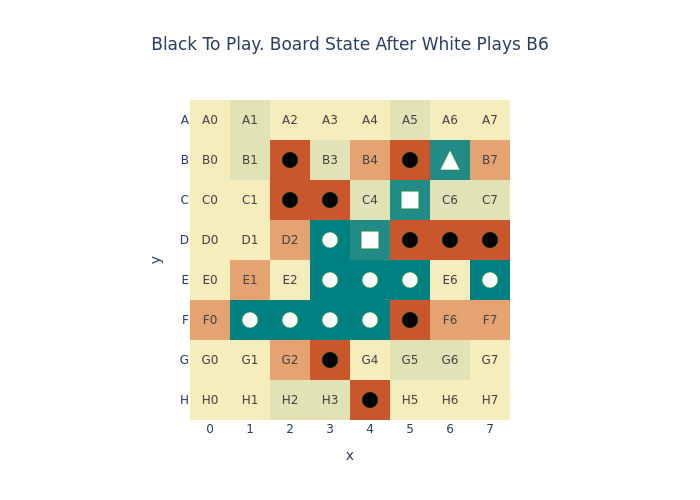 Black To Play. Board State After White Plays B6
A A0 A1 A2 A3 A4 A5 A6 A7
B B0 B1 B3 B4 B7
C C0 C1 C4 C6 C7
D D0 D1 D2
E E0 E1 E2 E6
F F0 F6 F7
G G0 G1 G2 G4 G5 G6 G7
H H0 H1 H2 H3 H5 H6 H7
0 1 2 3 4 5 6 7
x
y